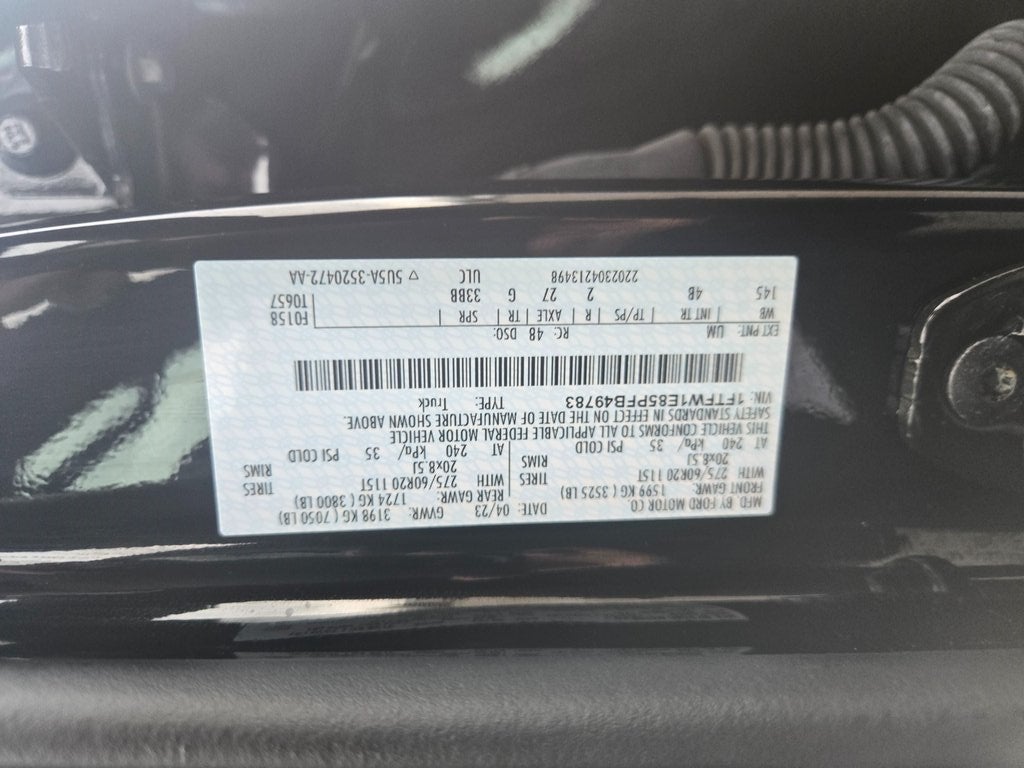 MFD. BY FORD MOTOR CO.
DATE: 04/23 GVWR: 3198 KG ( 7050 LB)
FRONT GAWR: 1599 KG ( 3525 LB) REAR GAWR: 1724 KG ( 3800 LB)
WITH 275/60R20 115T TIRES WITH 275/60R20 115T TIRES
20x8.5J RIMS 20x8.5J RIMS
AT 240 kPa/ 35 PSI COLD AT 240 kPa/ 35 PSI COLD
THIS VEHICLE CONFORMS TO ALL APPLICABLE FEDERAL MOTOR VEHICLE
SAFETY STANDARDS IN EFFECT ON THE DATE OF MANUFACTURE SHOWN ABOVE.
VIN: 1FTFW1E85PFB49783 TYPE: Truck
EXT PNT: UM RC: 48 DSO: F0158
WB INT TR TP/PS R AXLE TR SPR T0657
145 4B 2 27 G 33BB
2202304213498 ULC ▽ 5U5A-3520472-AA